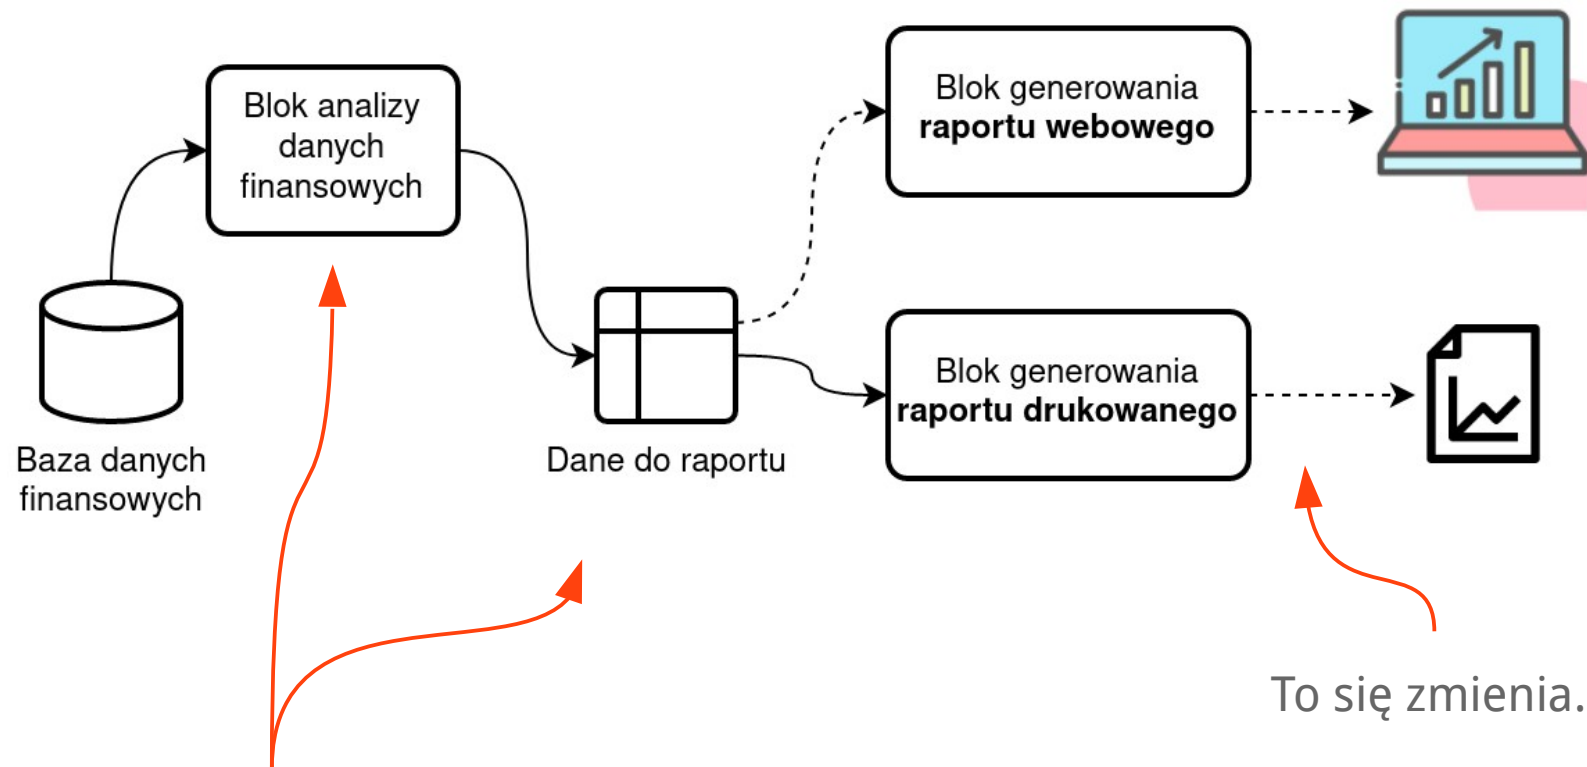 Blok analizy
danych
finansowych
Blok generowania
raportu webowego
Baza danych
finansowych
Dane do raportu
Blok generowania
raportu drukowanego
To się zmienia.